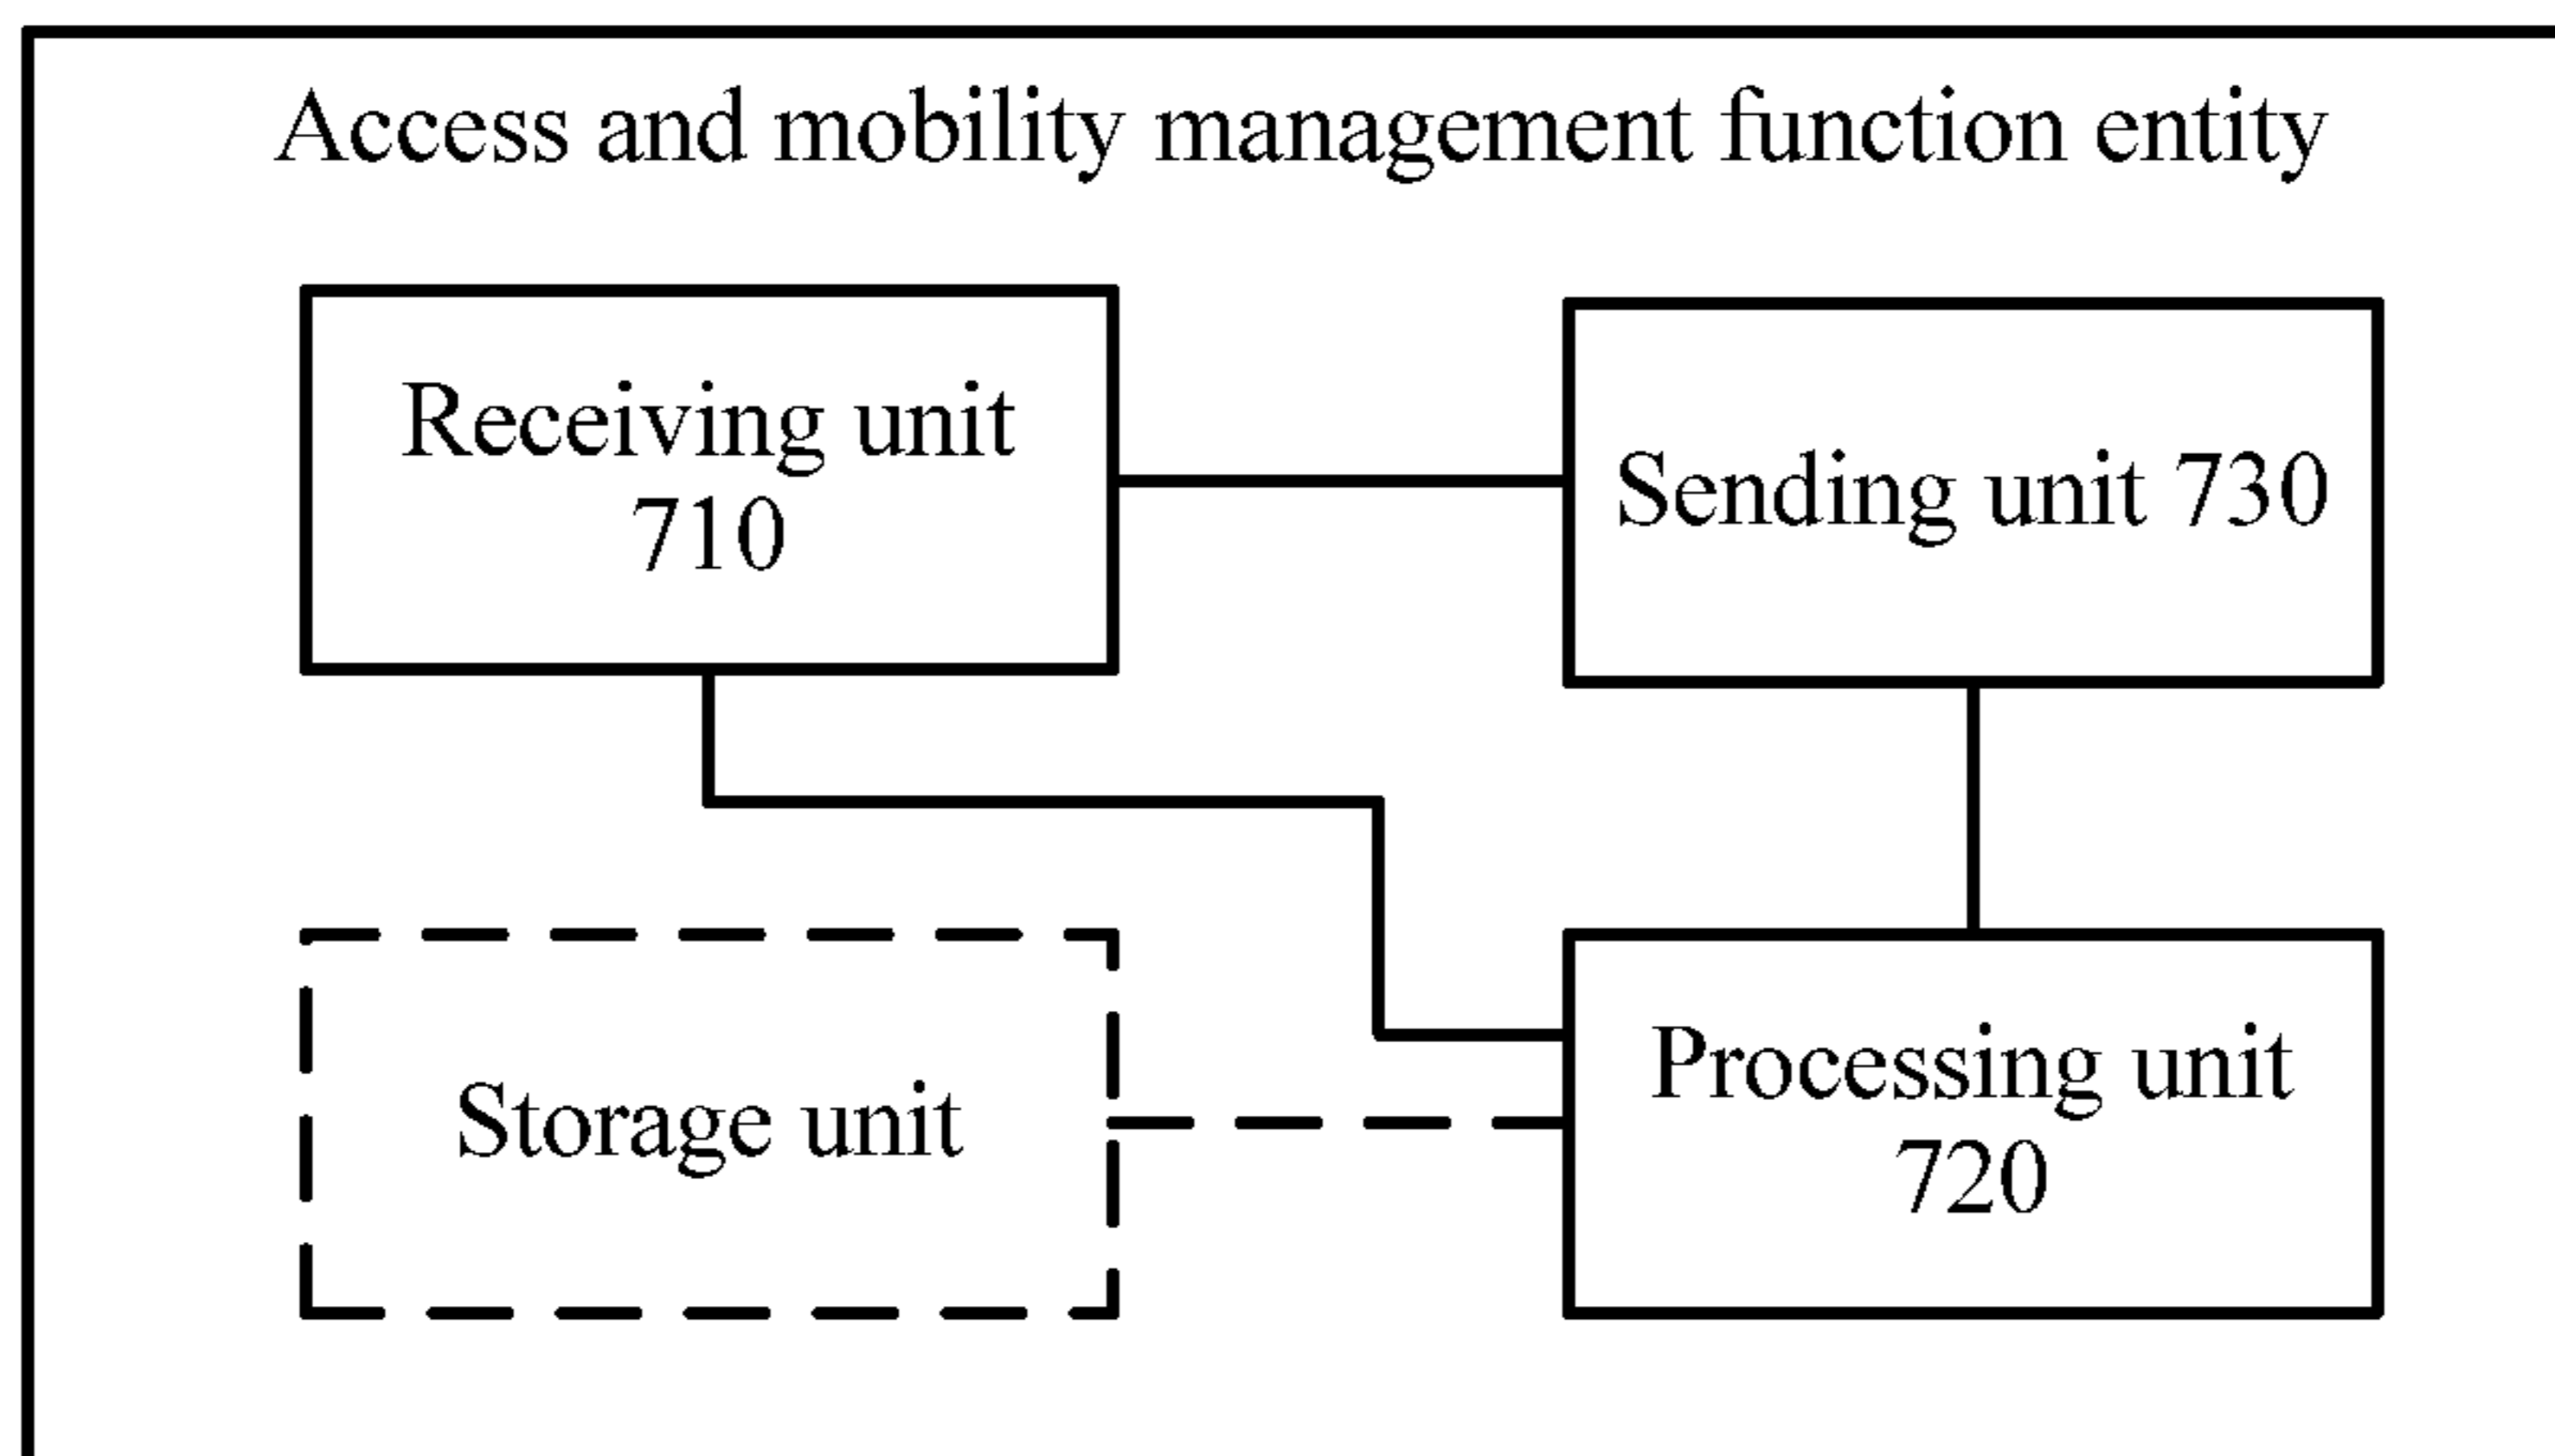 Access and mobility management function entity
Receiving unit
710
Sending unit 730
Storage unit
Processing unit
720